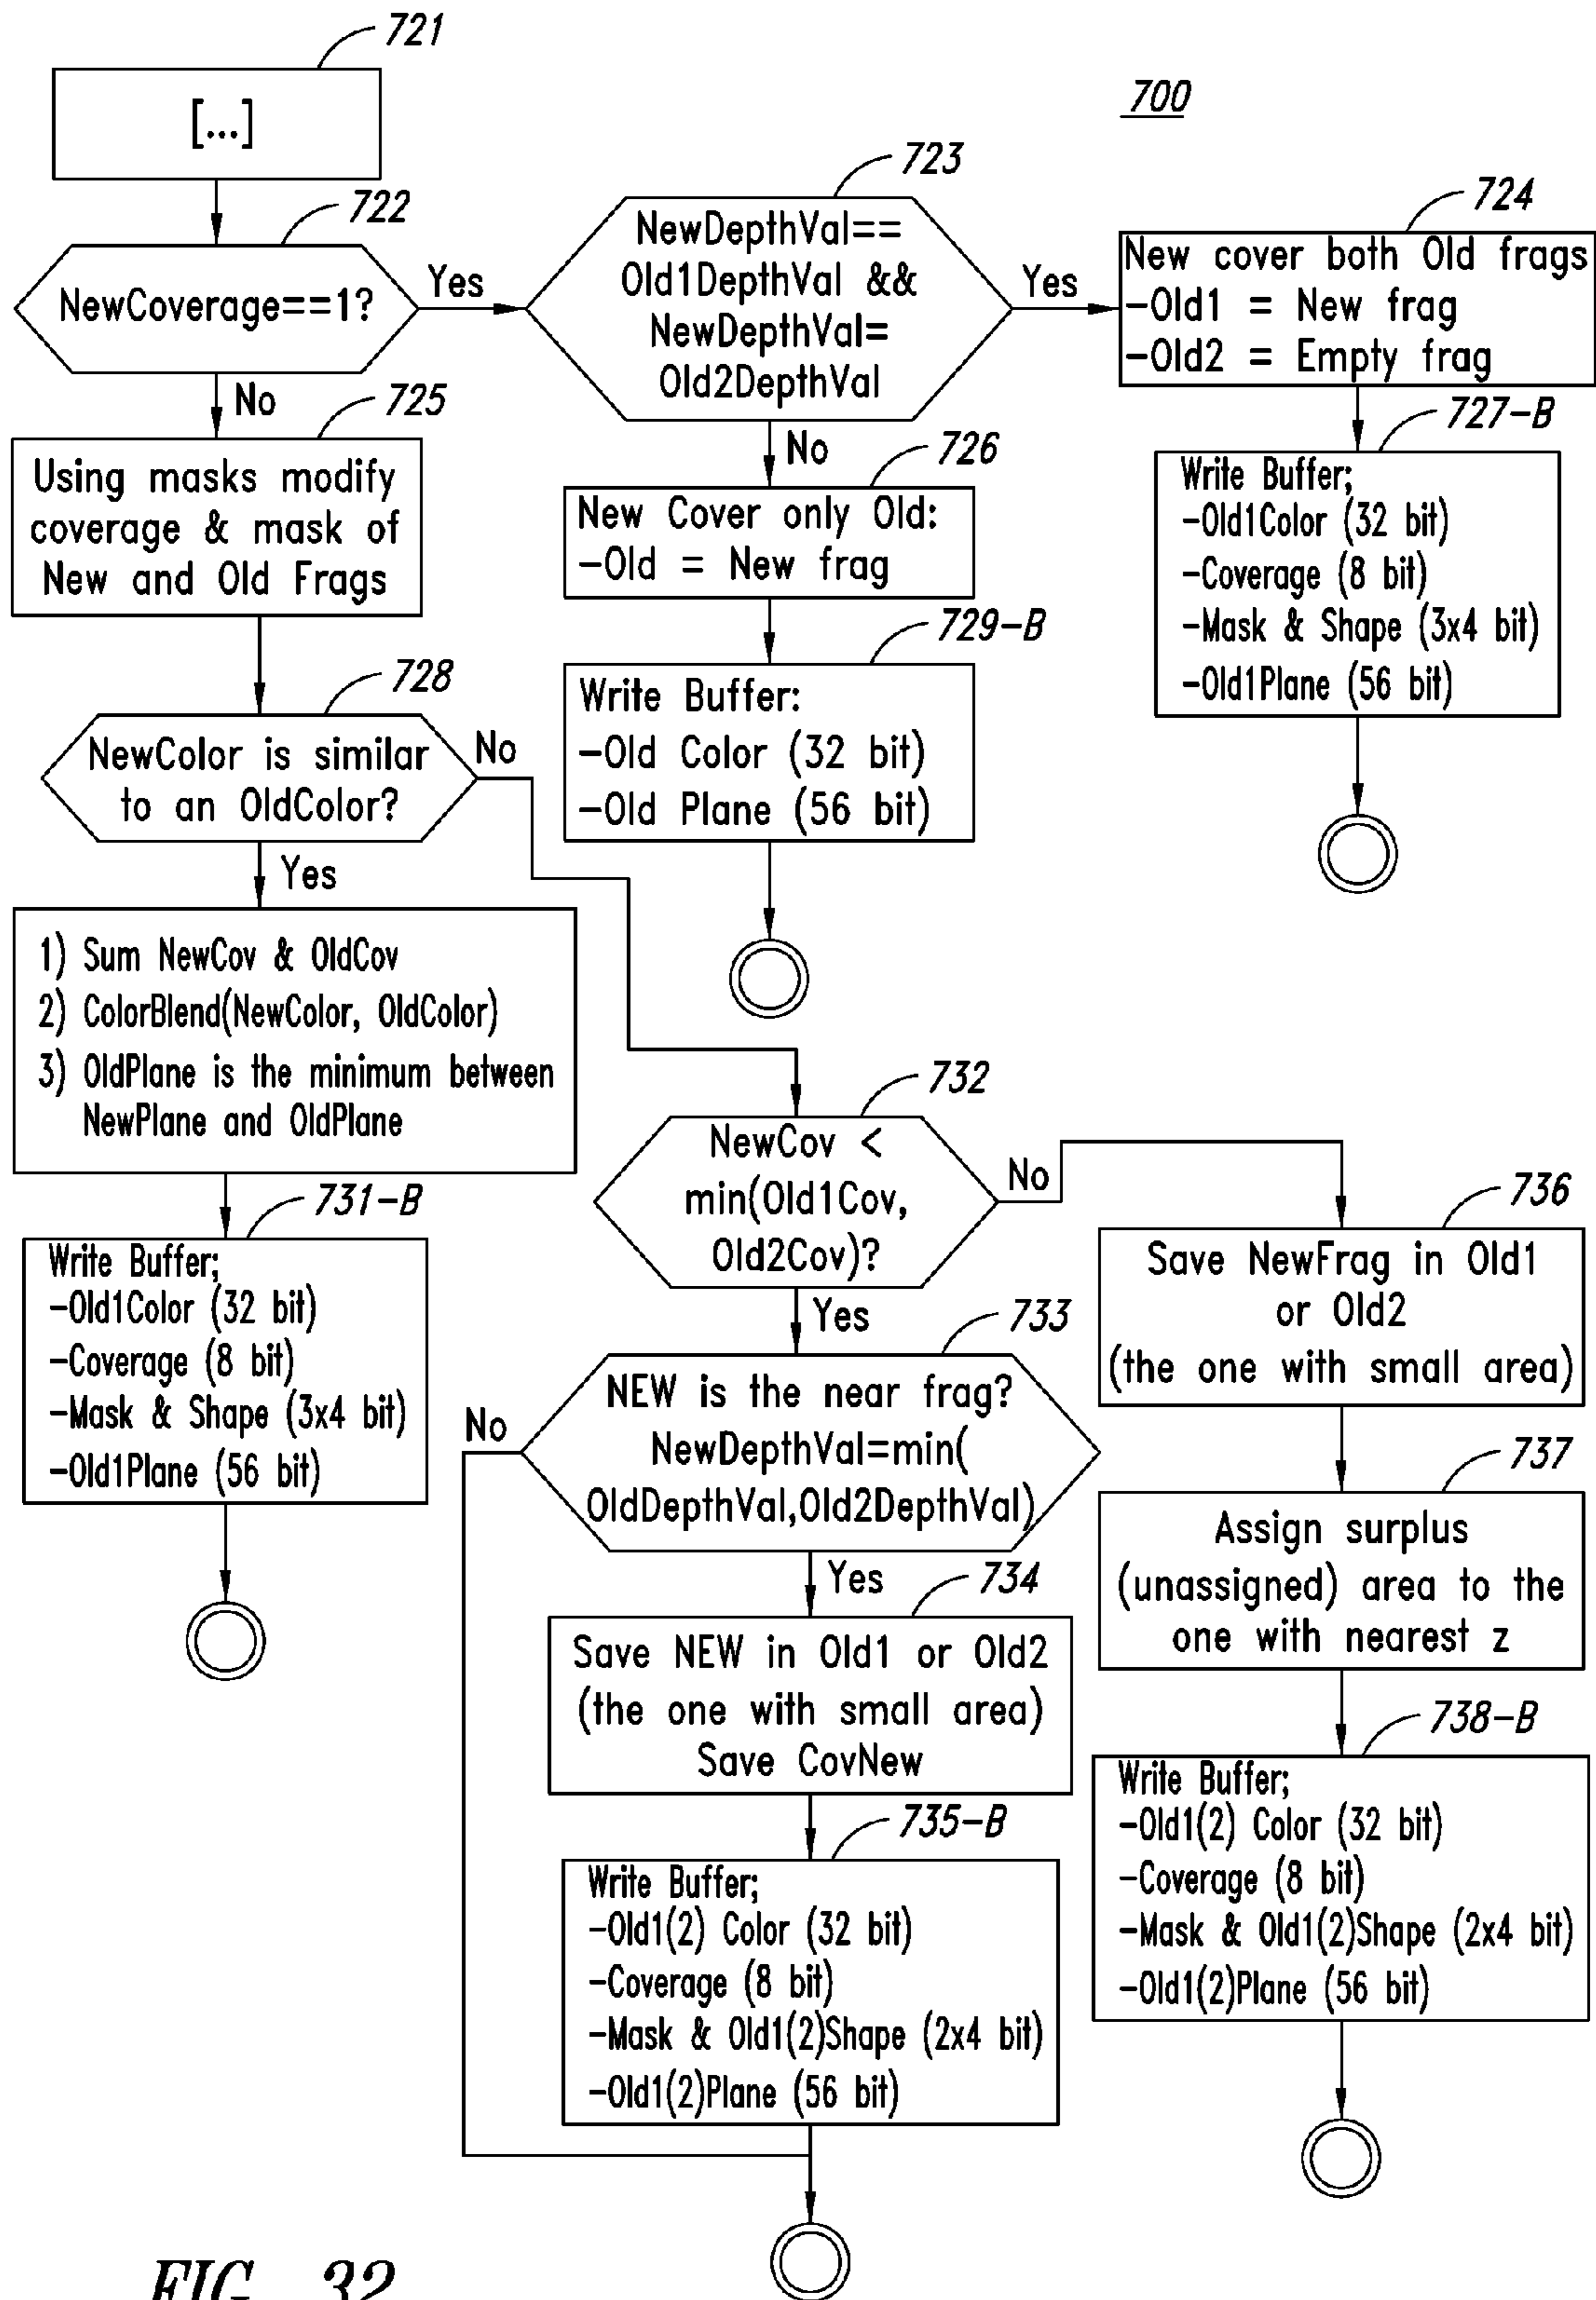 721
[...]
700
722
NewCoverage==1?
Yes
723
NewDepthVal==
Old1DepthVal &&
NewDepthVal=
Old2DepthVal
Yes
724
New cover both Old frags
-Old1 = New frag
-Old2 = Empty frag
No
725
Using masks modify
coverage & mask of
New and Old Frags
No
726
New Cover only Old:
-Old = New frag
727-B
Write Buffer;
-Old1Color (32 bit)
-Coverage (8 bit)
-Mask & Shape (3x4 bit)
-Old1Plane (56 bit)
729-B
Write Buffer:
-Old Color (32 bit)
-Old Plane (56 bit)
728
NewColor is similar
to an OldColor?
No
Yes
1) Sum NewCov & OldCov
2) ColorBlend(NewColor, OldColor)
3) OldPlane is the minimum between
NewPlane and OldPlane
731-B
Write Buffer;
-Old1Color (32 bit)
-Coverage (8 bit)
-Mask & Shape (3x4 bit)
-Old1Plane (56 bit)
732
NewCov <
min(Old1Cov,
Old2Cov)?
No
Yes
733
NEW is the near frag?
NewDepthVal=min(
OldDepthVal,Old2DepthVal)
No
Yes
734
Save NEW in Old1 or Old2
(the one with small area)
Save CovNew
735-B
Write Buffer;
-Old1(2) Color (32 bit)
-Coverage (8 bit)
-Mask & Old1(2)Shape (2x4 bit)
-Old1(2)Plane (56 bit)
736
Save NewFrag in Old1
or Old2
(the one with small area)
737
Assign surplus
(unassigned) area to the
one with nearest z
738-B
Write Buffer;
-Old1(2) Color (32 bit)
-Coverage (8 bit)
-Mask & Old1(2)Shape (2x4 bit)
-Old1(2)Plane (56 bit)
FIG. 32